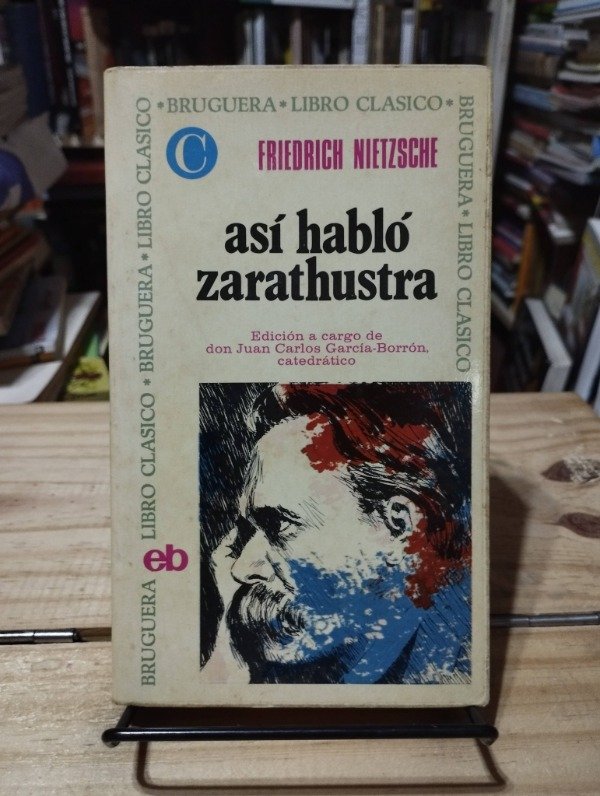 *BRUGUERA*LIBRO CLASICO*
BRUGUERA*LIBRO CLASICO
BRUGUERA LIBRO CLASICO * BRUGUERA*LIBRO CLASICO
C
FRIEDRICH NIETZSCHE
así habló
zarathustra
Edición a cargo de
don Juan Carlos García-Borrón,
catedrático
eb